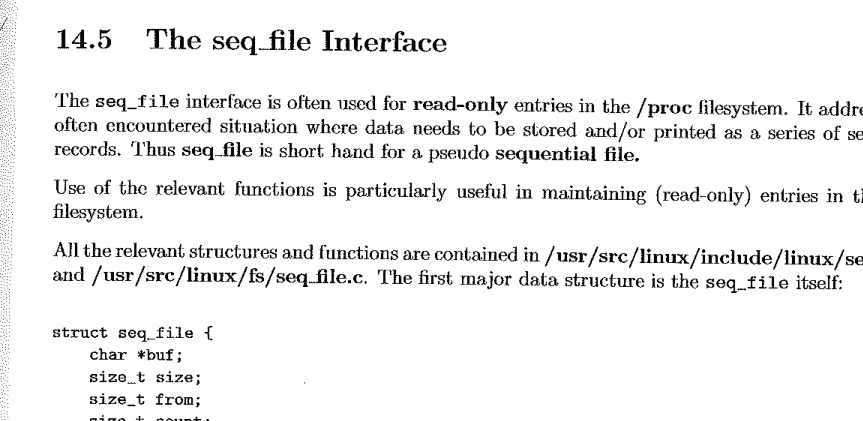 14.5 The seq_file Interface
The seq_file interface is often used for read-only entries in the /proc filesystem. It addre
often encountered situation where data needs to be stored and/or printed as a series of se
records. Thus seq_file is short hand for a pseudo sequential file.
Use of the relevant functions is particularly useful in maintaining (read-only) entries in th
filesystem.
All the relevant structures and functions are contained in /usr/src/linux/include/linux/se
and /usr/src/linux/fs/seq_file.c. The first major data structure is the seq_file itself:
struct seq_file {
char *buf;
size_t size;
size_t from;
size_t count;